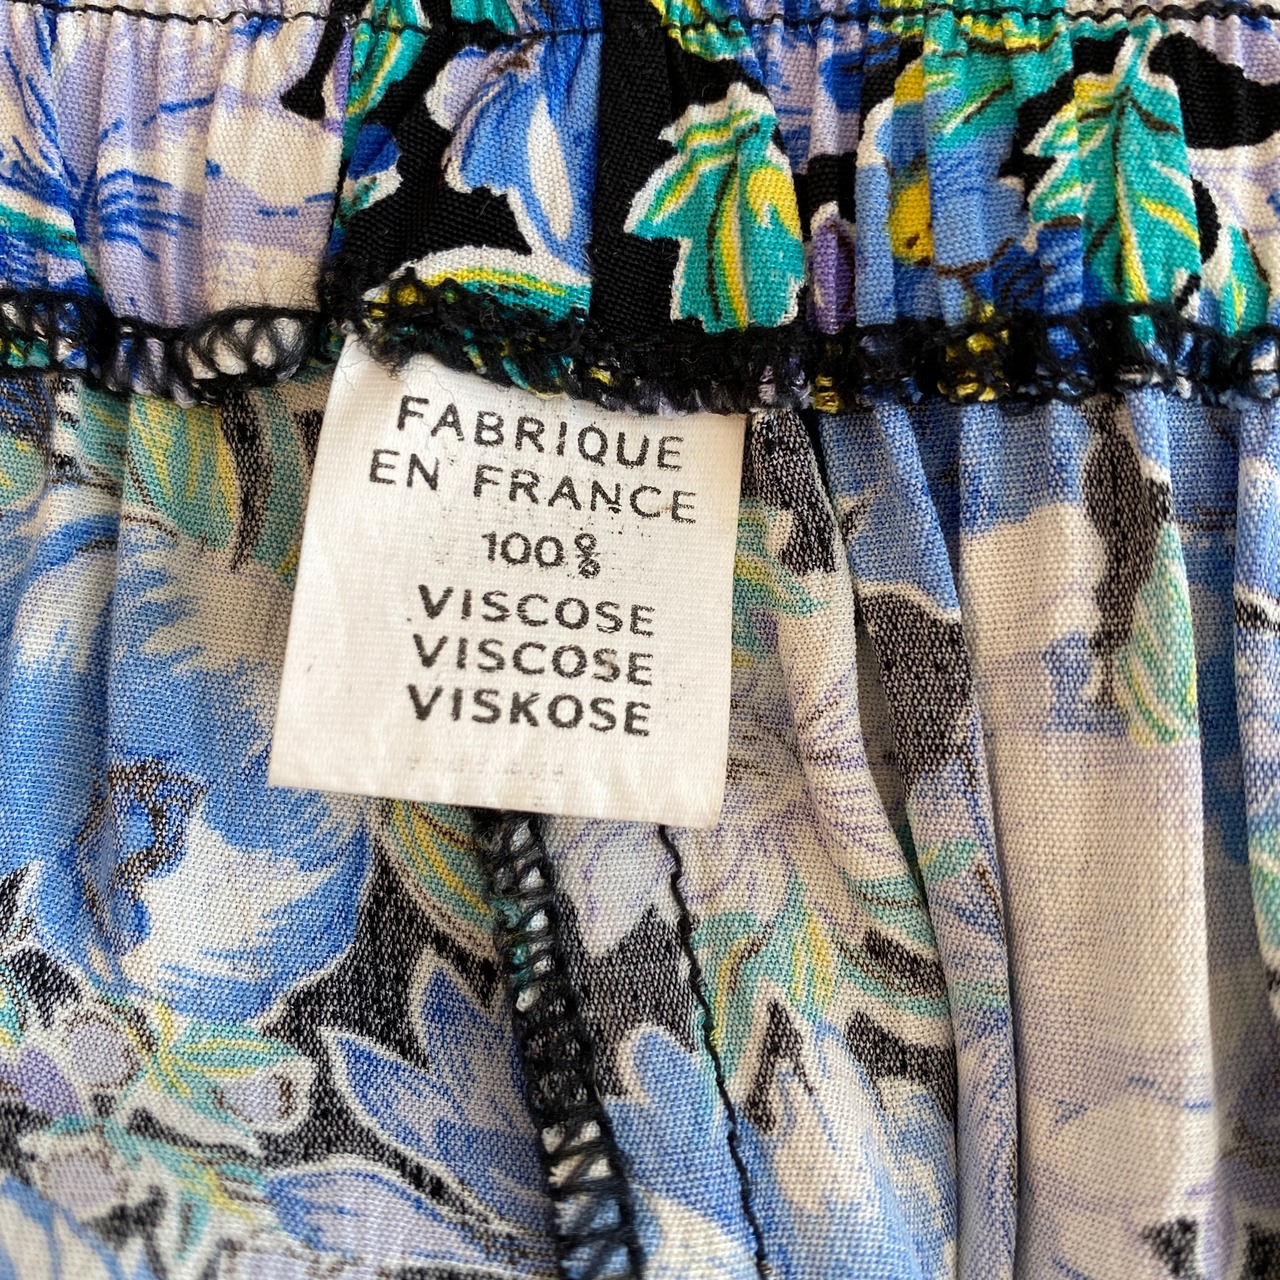 FABRIQUE
EN FRANCE
100%
VISCOSE
VISCOSE
VISKOSE